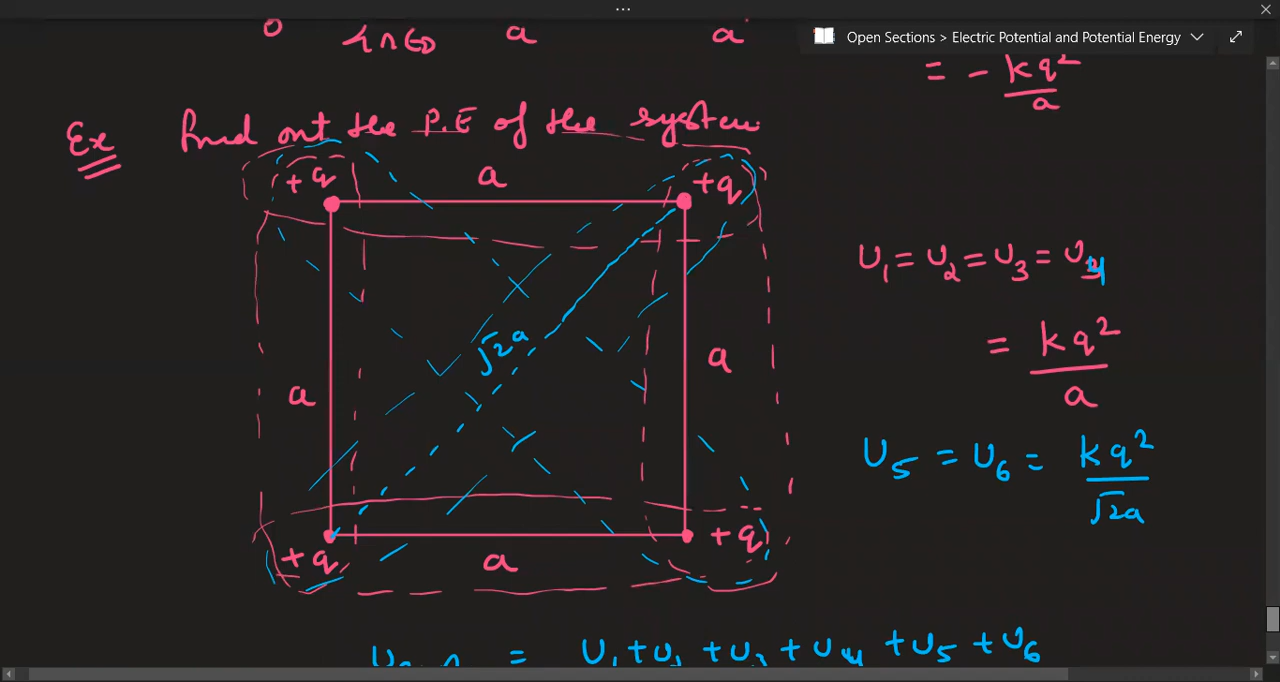 ...
Open Sections > Electric Potential and Potential Energy
a a
= - kq²/a
Ex find out the P.E of the system
+q a +q
U₁ = U₂ = U₃ = U₄
√2a
= kq²/a
a a
U₅ = U₆ = kq²/√2a
+q a +q
= U₁ + U₂ + U₃ + U₄ + U₅ + U₆